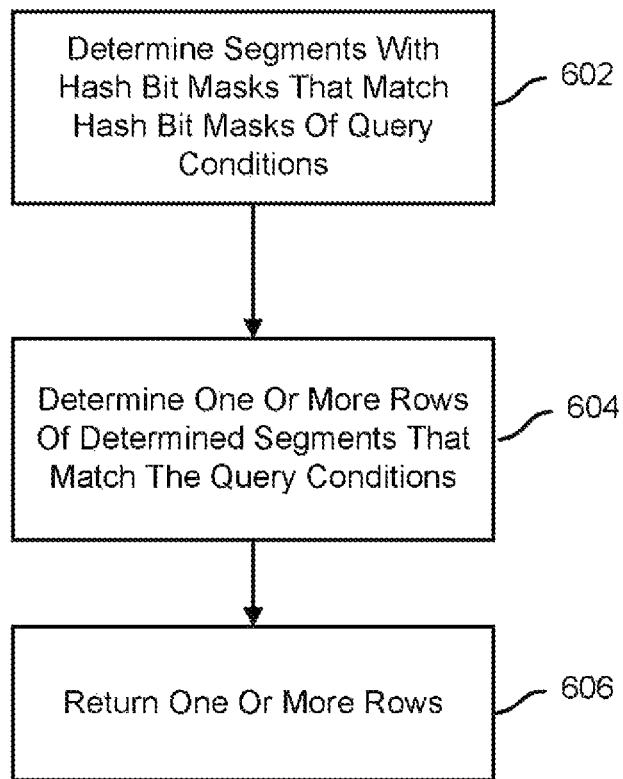 Determine Segments With
Hash Bit Masks That Match
Hash Bit Masks Of Query
Conditions
602
Determine One Or More Rows
Of Determined Segments That
Match The Query Conditions
604
Return One Or More Rows
606